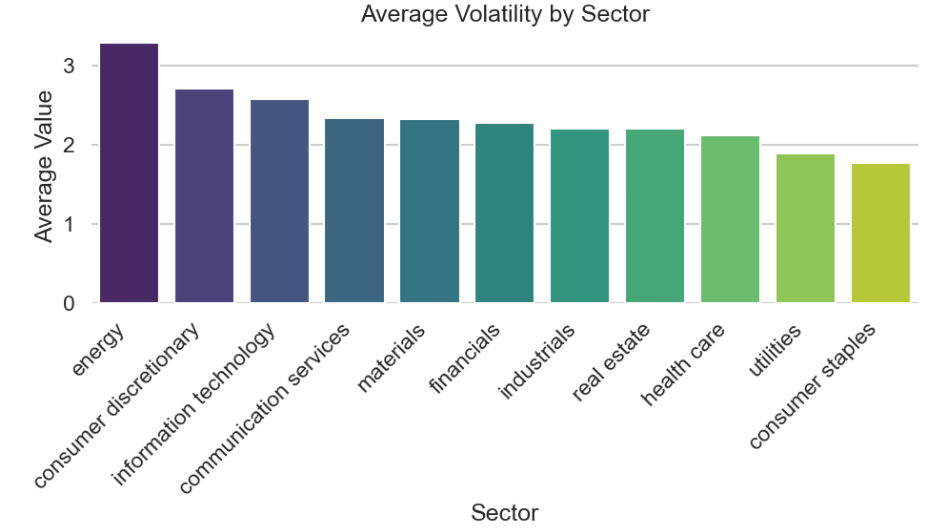 Average Volatility by Sector
Average Value
3
2
1
0
energy
consumer discretionary
information technology
communication services
materials
financials
industrials
real estate
health care
utilities
consumer staples
Sector